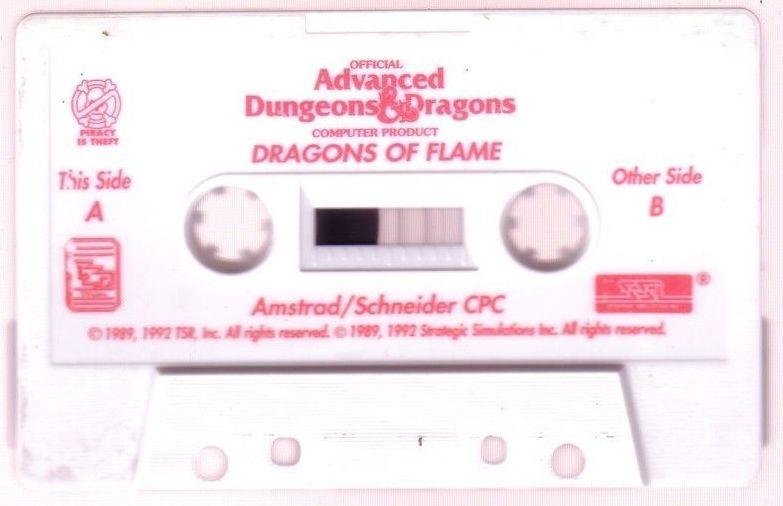 OFFICIAL
Advanced
Dungeons & Dragons
COMPUTER PRODUCT
DRAGONS OF FLAME
PIRACY
IS THEFT
This Side
A
Other Side
B
SSI ®
Amstrad/Schneider CPC
© 1989, 1992 TSR, Inc. All rights reserved. © 1989, 1992 Strategic Simulations Inc. All rights reserved.